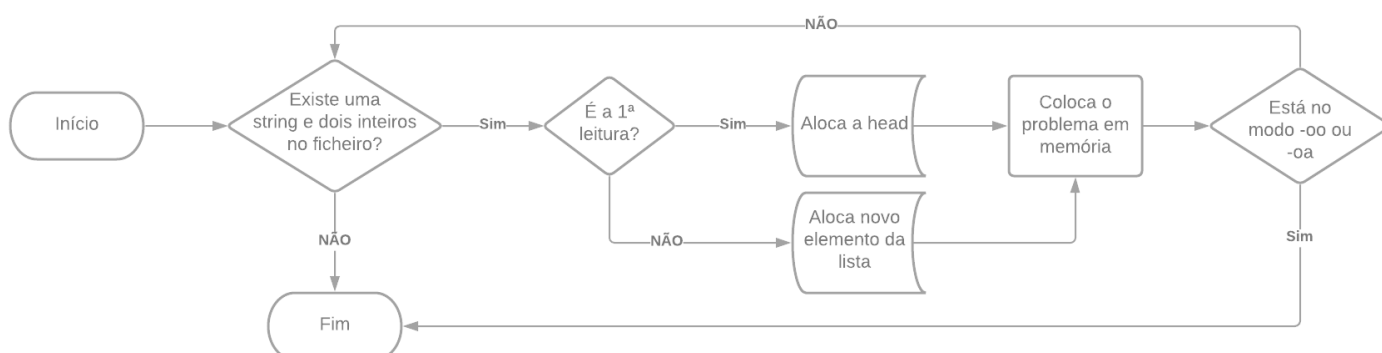 NÃO
Início
Existe uma
string e dois inteiros
no ficheiro?
Sim
É a 1ª
leitura?
Sim
Aloca a head
Coloca o
problema em
memória
Está no
modo -oo ou
-oa
NÃO
NÃO
Aloca novo
elemento da
lista
Sim
Fim